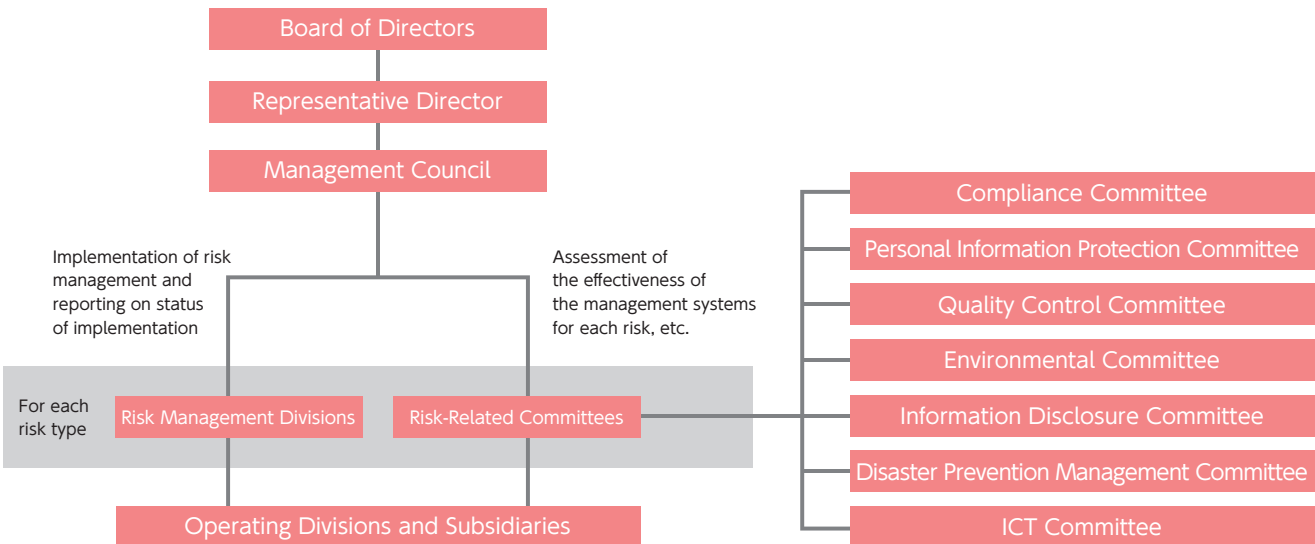 Board of Directors
Representative Director
Management Council
Implementation of risk
management and
reporting on status
of implementation
Assessment of
the effectiveness of
the management systems
for each risk, etc.
For each
risk type
Risk Management Divisions
Risk-Related Committees
Operating Divisions and Subsidiaries
Compliance Committee
Personal Information Protection Committee
Quality Control Committee
Environmental Committee
Information Disclosure Committee
Disaster Prevention Management Committee
ICT Committee